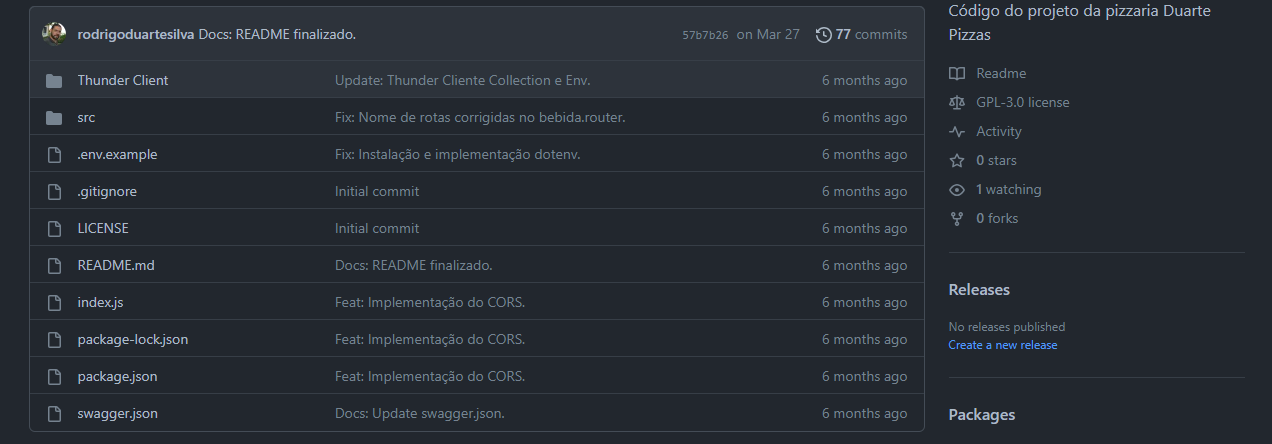 rodrigoduartesilva Docs: README finalizado. 57b7b26 on Mar 27 77 commits
Thunder Client Update: Thunder Cliente Collection e Env. 6 months ago
src Fix: Nome de rotas corrigidas no bebida.router. 6 months ago
.env.example Fix: Instalação e implementação dotenv. 6 months ago
.gitignore Initial commit 6 months ago
LICENSE Initial commit 6 months ago
README.md Docs: README finalizado. 6 months ago
index.js Feat: Implementação do CORS. 6 months ago
package-lock.json Feat: Implementação do CORS. 6 months ago
package.json Feat: Implementação do CORS. 6 months ago
swagger.json Docs: Update swagger.json. 6 months ago
Código do projeto da pizzaria Duarte
Pizzas
Readme
GPL-3.0 license
Activity
0 stars
1 watching
0 forks
Releases
No releases published
Create a new release
Packages